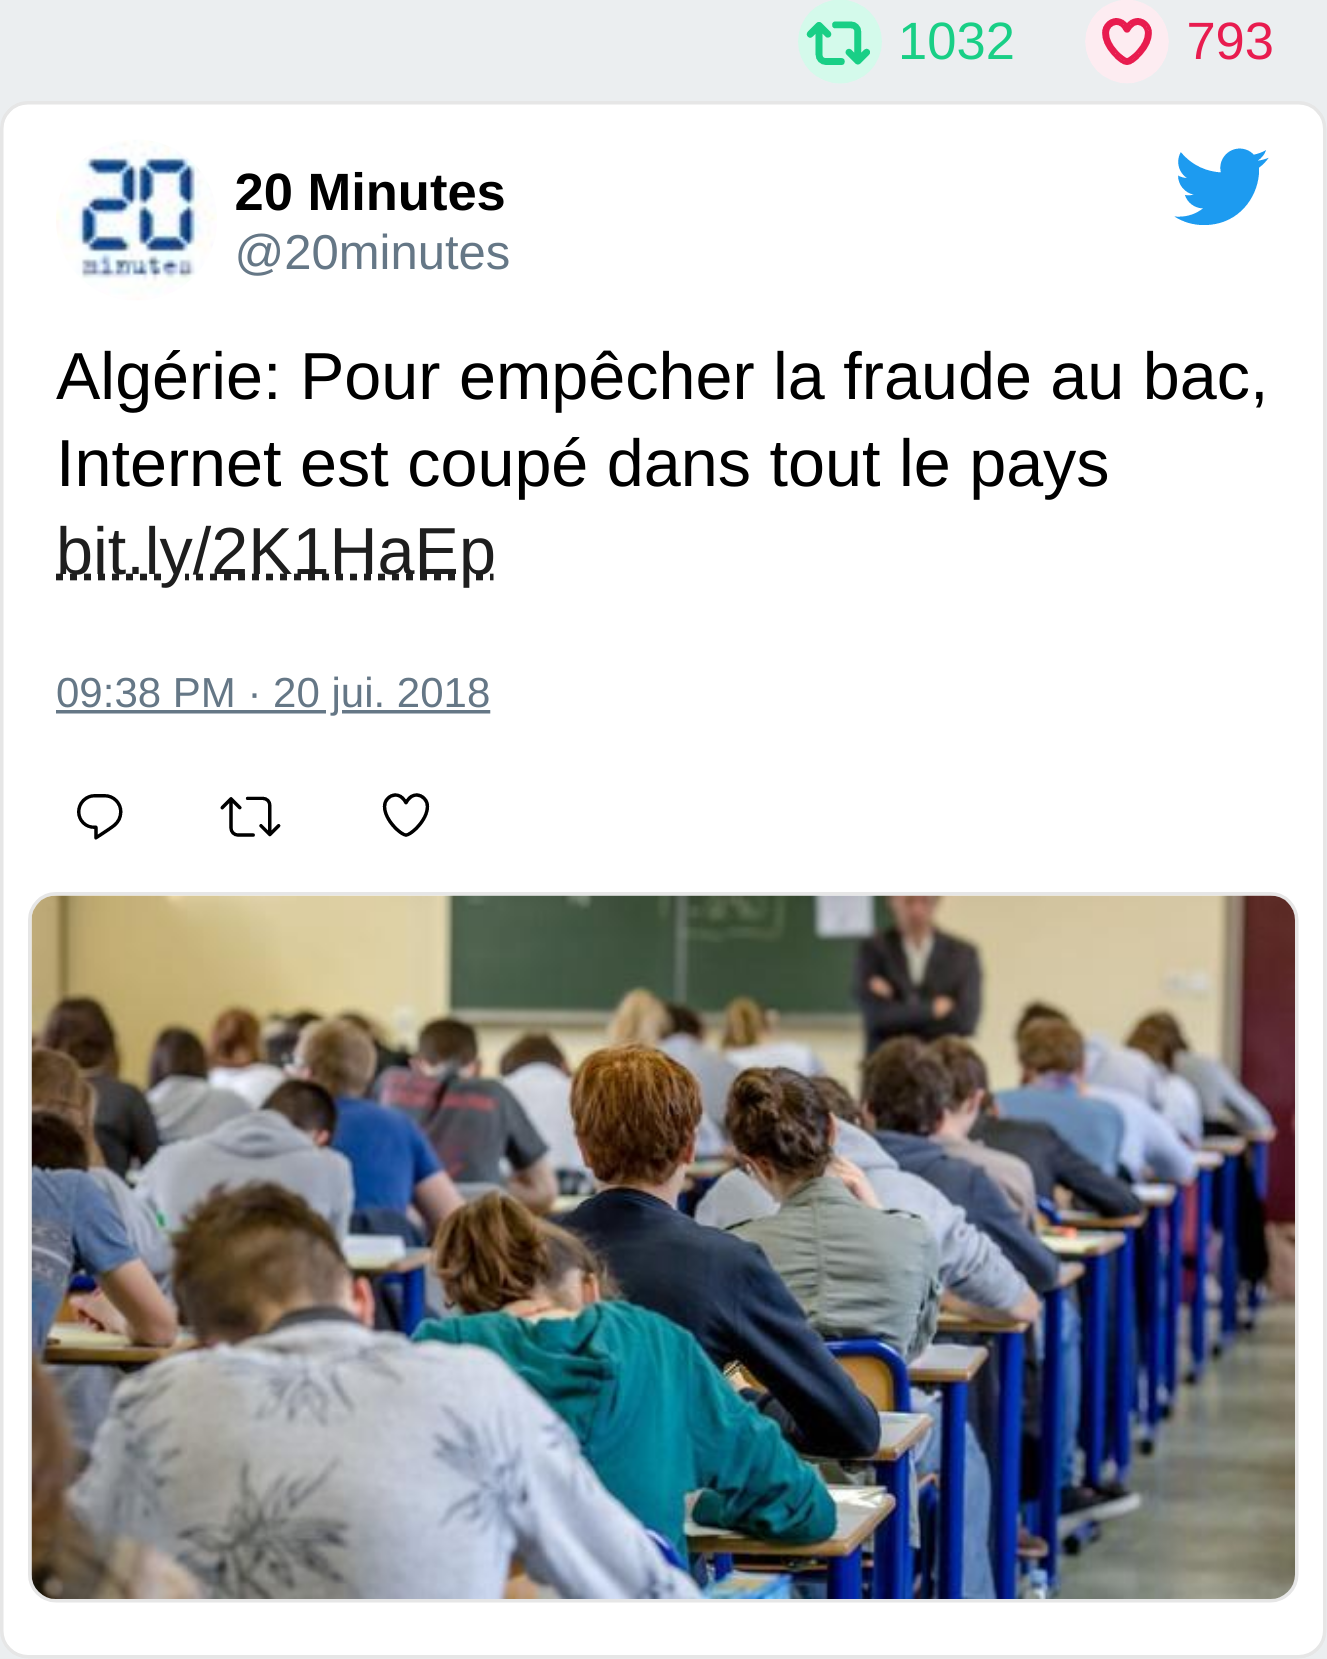 1032 793
20 minutes
20 Minutes
@20minutes
Algérie: Pour empêcher la fraude au bac,
Internet est coupé dans tout le pays
bit.ly/2K1HaEp
09:38 PM · 20 jui. 2018